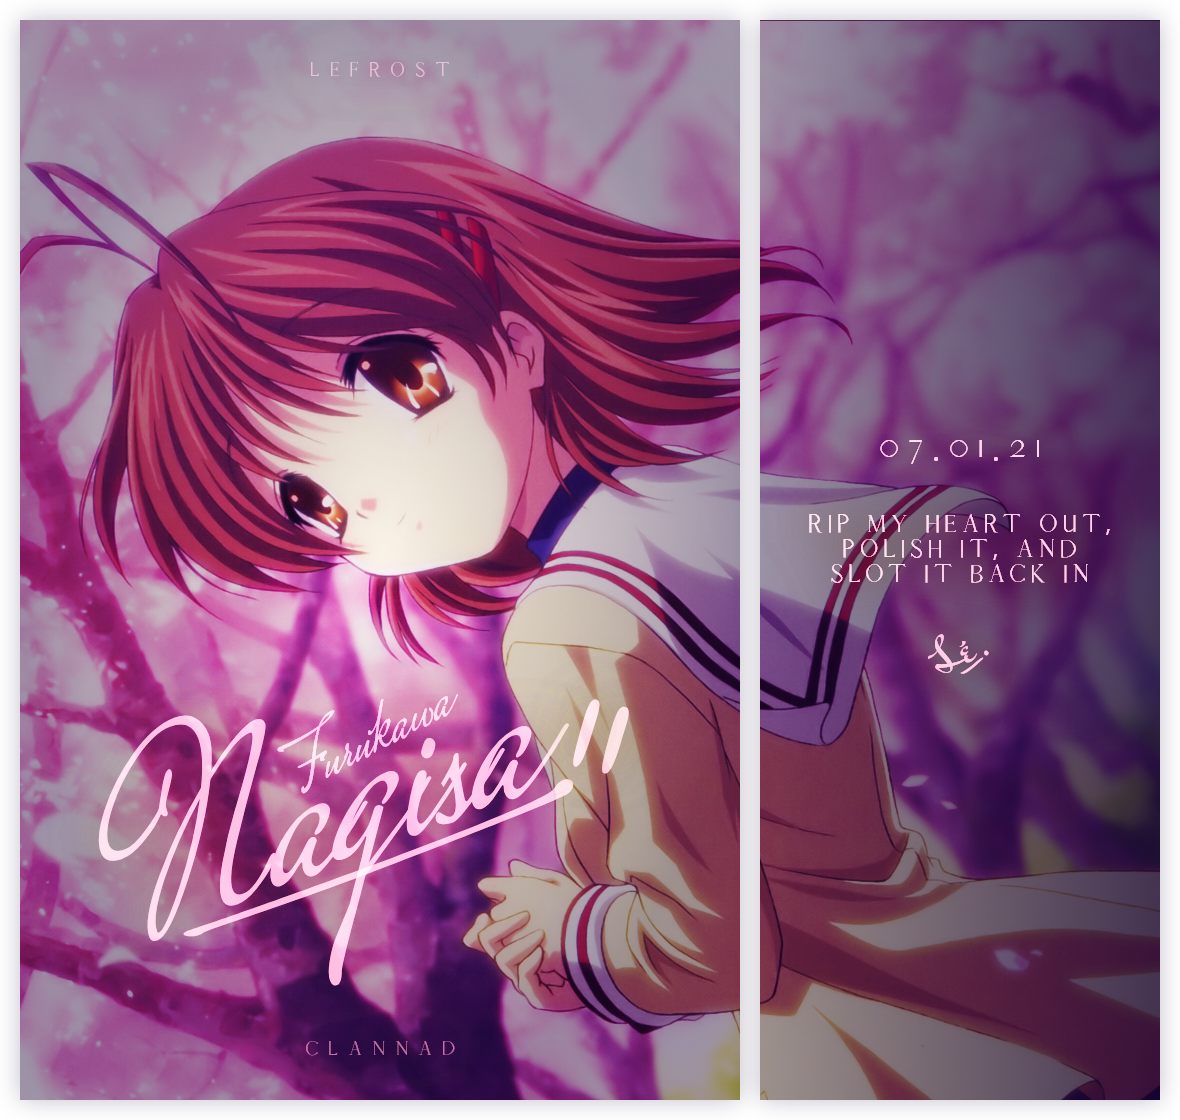 LEFROST
Furukawa
Nagisa
CLANNAD
07.01.21
RIP MY HEART OUT,
POLISH IT, AND
SLOT IT BACK IN